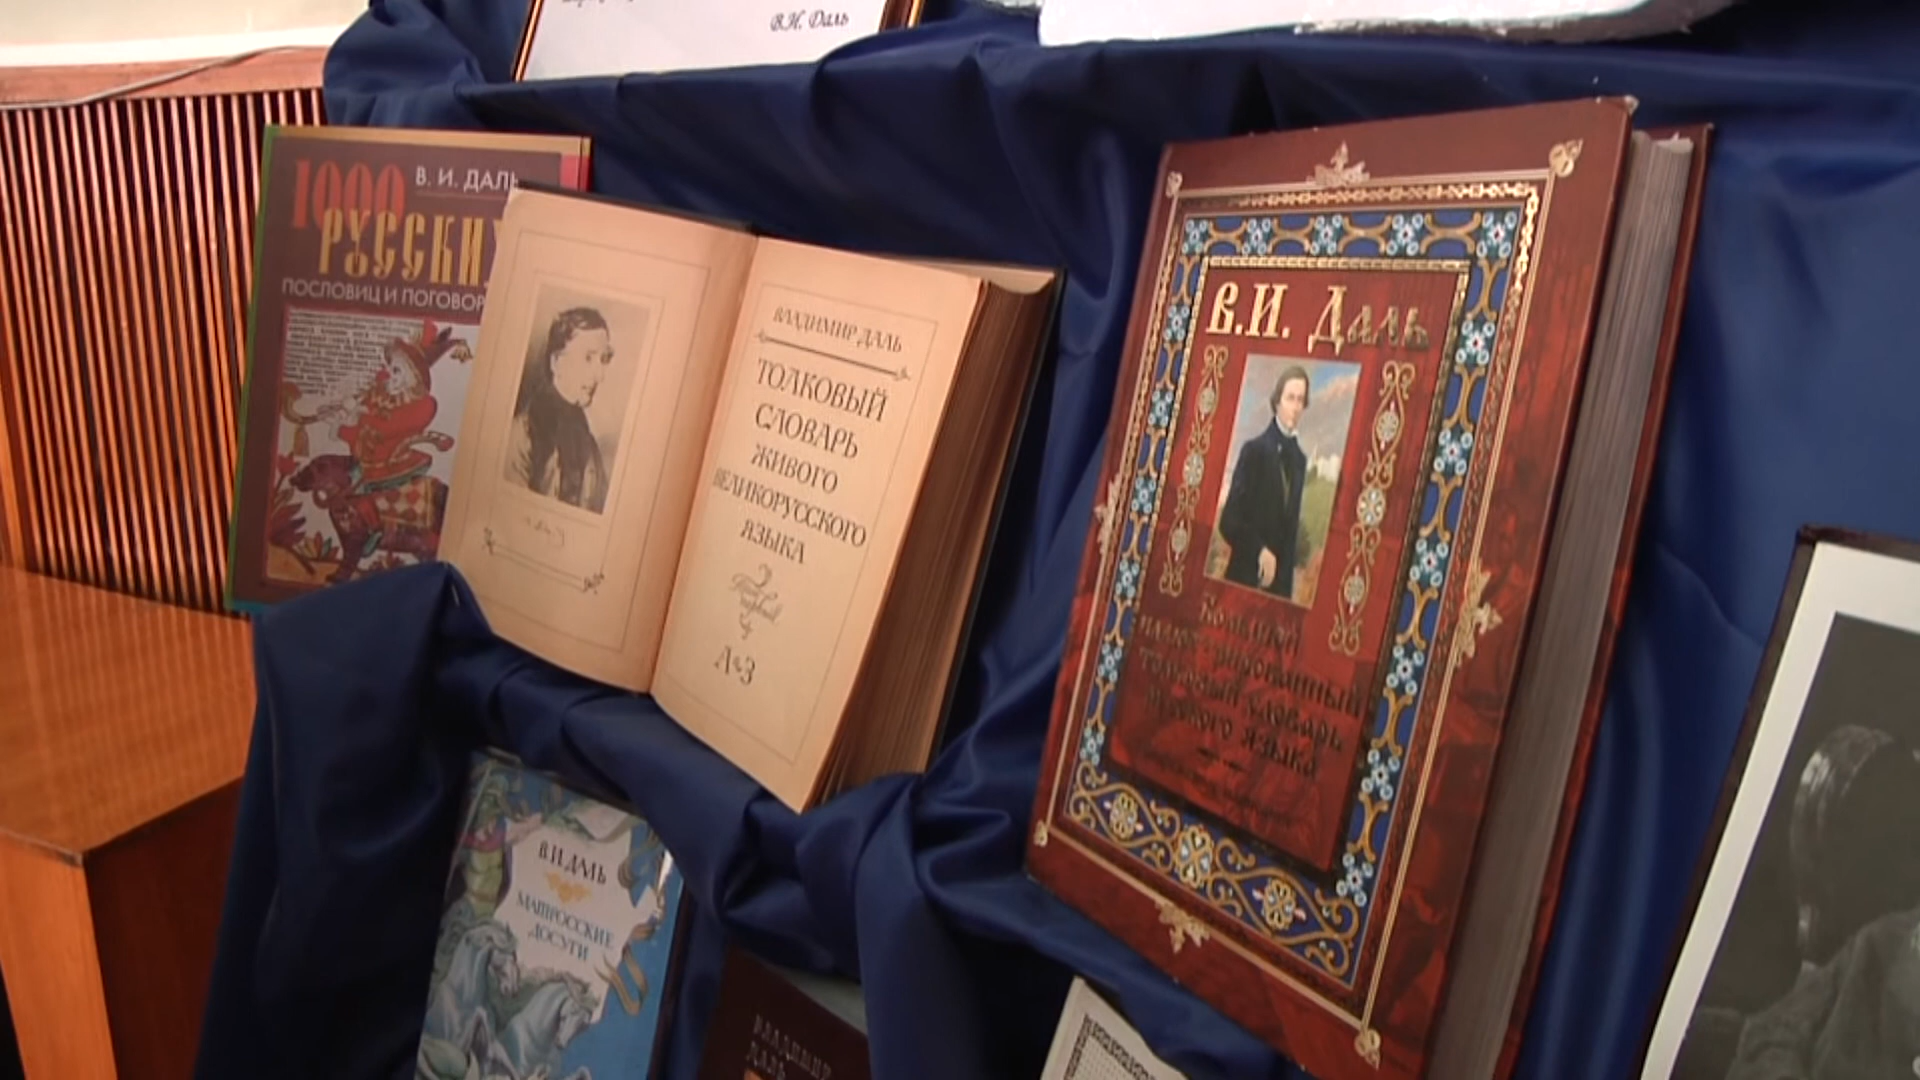 В.И. Даль
1000
В. И. ДАЛЬ
РУССКИХ
ПОСЛОВИЦ И ПОГОВОР
ВЛАДИМИР ДАЛЬ
ТОЛКОВЫЙ
СЛОВАРЬ
ЖИВОГО
ВЕЛИКОРУССКОГО
ЯЗЫКА
А-З
В.И. Даль
Большой
иллюстрированный
толковый словарь
русского языка
В. И. ДАЛЬ
МАТРОССКИЕ
ДОСУГИ
ВЛАДИМИР
ДАЛЬ